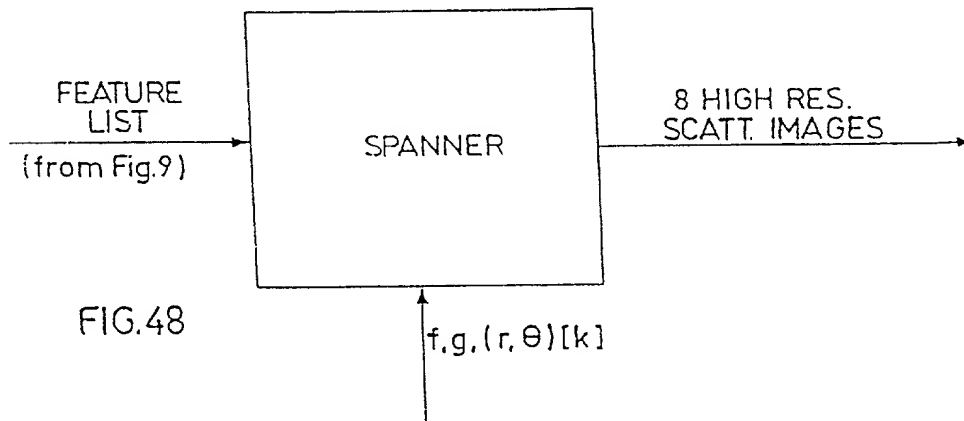 FEATURE
LIST
(from Fig.9)
SPANNER
8 HIGH RES.
SCATT. IMAGES
FIG.48
f,g,(r,θ)[k]